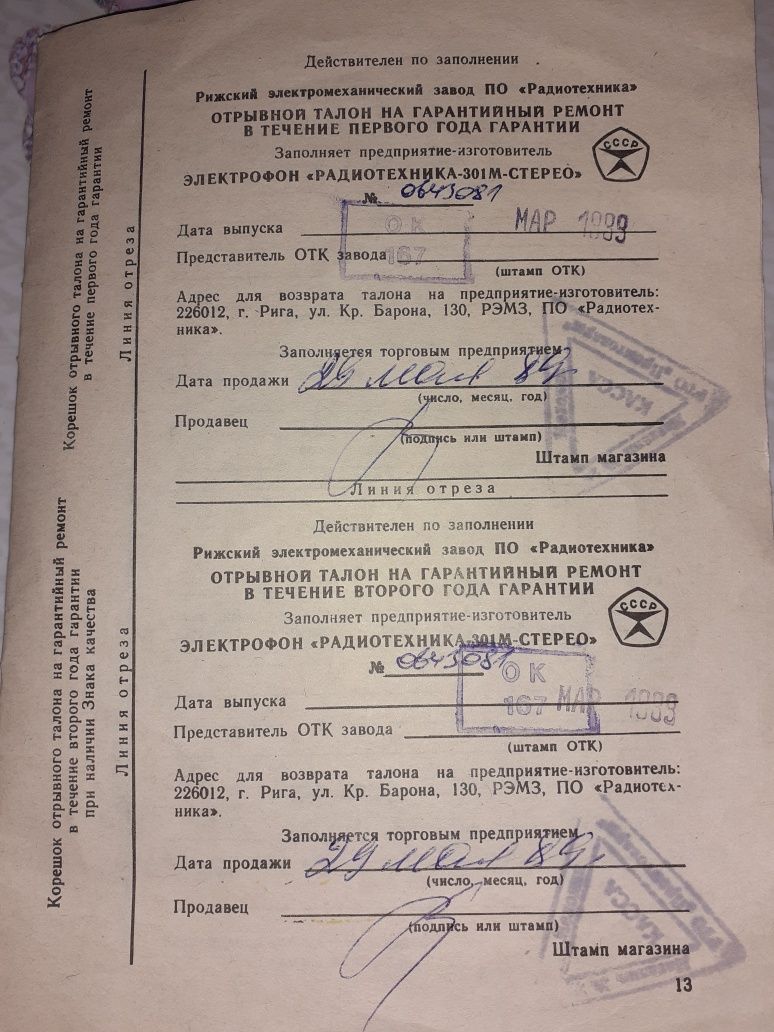 Корешок отрывного талона на гарантийный ремонт
в течение первого года гарантии
Линия отреза
Действителен по заполнении
Рижский электромеханический завод ПО «Радиотехника»
ОТРЫВНОЙ ТАЛОН НА ГАРАНТИЙНЫЙ РЕМОНТ
В ТЕЧЕНИЕ ПЕРВОГО ГОДА ГАРАНТИИ
СССР
Заполняет предприятие-изготовитель
ЭЛЕКТРОФОН «РАДИОТЕХНИКА-301М-СТЕРЕО»
№ 0643081
ОК
167
Дата выпуска МАР 1989
Представитель ОТК завода
(штамп ОТК)
Адрес для возврата талона на предприятие-изготовитель:
226012, г. Рига, ул. Кр. Барона, 130, РЭМЗ, ПО «Радиотех-
ника».
Заполняется торговым предприятием
Дата продажи 29 мая 89г
(число, месяц, год)
Продавец
(подпись или штамп)
КАССА
Штамп магазина
Линия отреза
Корешок отрывного талона на гарантийный ремонт
в течение второго года гарантии
при наличии Знака качества
Линия отреза
Действителен по заполнении
Рижский электромеханический завод ПО «Радиотехника»
ОТРЫВНОЙ ТАЛОН НА ГАРАНТИЙНЫЙ РЕМОНТ
В ТЕЧЕНИЕ ВТОРОГО ГОДА ГАРАНТИИ
СССР
Заполняет предприятие-изготовитель
ЭЛЕКТРОФОН «РАДИОТЕХНИКА-301М-СТЕРЕО»
№ 0643081
ОК
167
Дата выпуска МАР 1989
Представитель ОТК завода
(штамп ОТК)
Адрес для возврата талона на предприятие-изготовитель:
226012, г. Рига, ул. Кр. Барона, 130, РЭМЗ, ПО «Радиотех-
ника».
Заполняется торговым предприятием
Дата продажи 29 мая 89г.
(число, месяц, год)
Продавец
(подпись или штамп)
КАССА
Штамп магазина
13